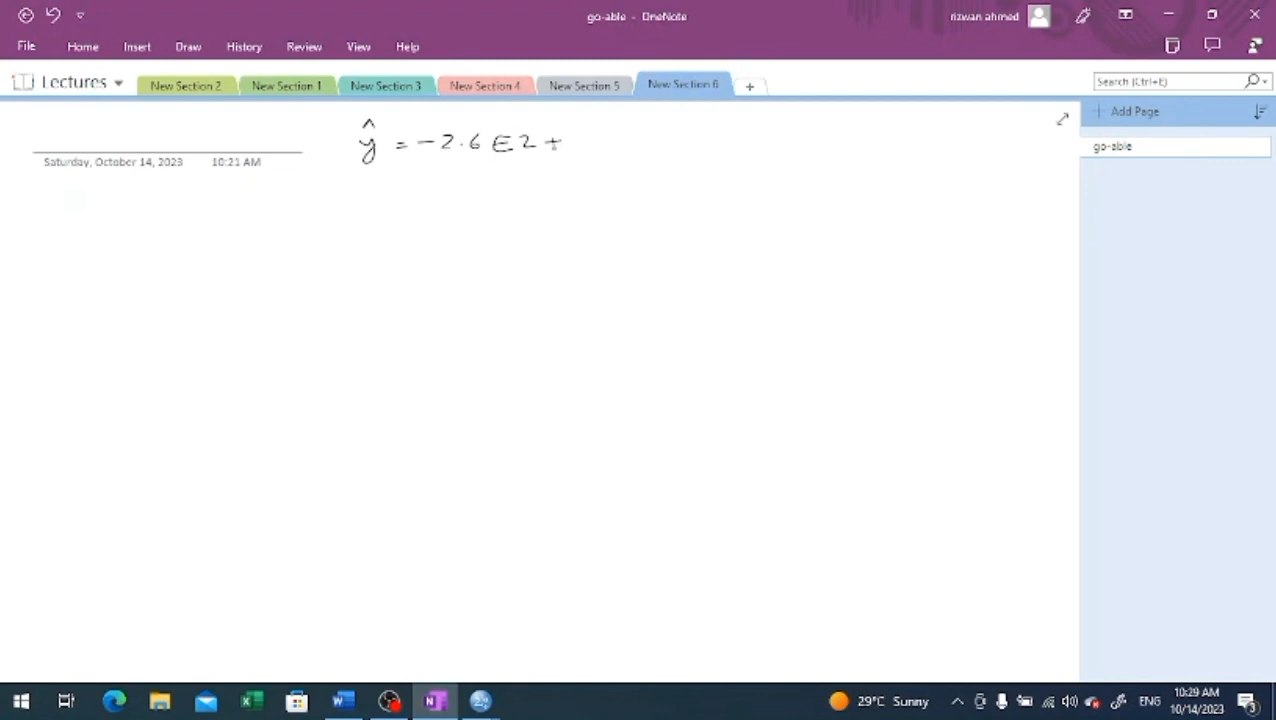 go-able - OneNote
rizwan ahmed
File Home Insert Draw History Review View Help
Lectures New Section 2 New Section 1 New Section 3 New Section 4 New Section 5 New Section 6 +
Search (Ctrl+E)
Add Page
go-able
ŷ = -2.6 E2 +
Saturday, October 14, 2023 10:21 AM
29°C Sunny
ENG
10:29 AM
10/14/2023
3